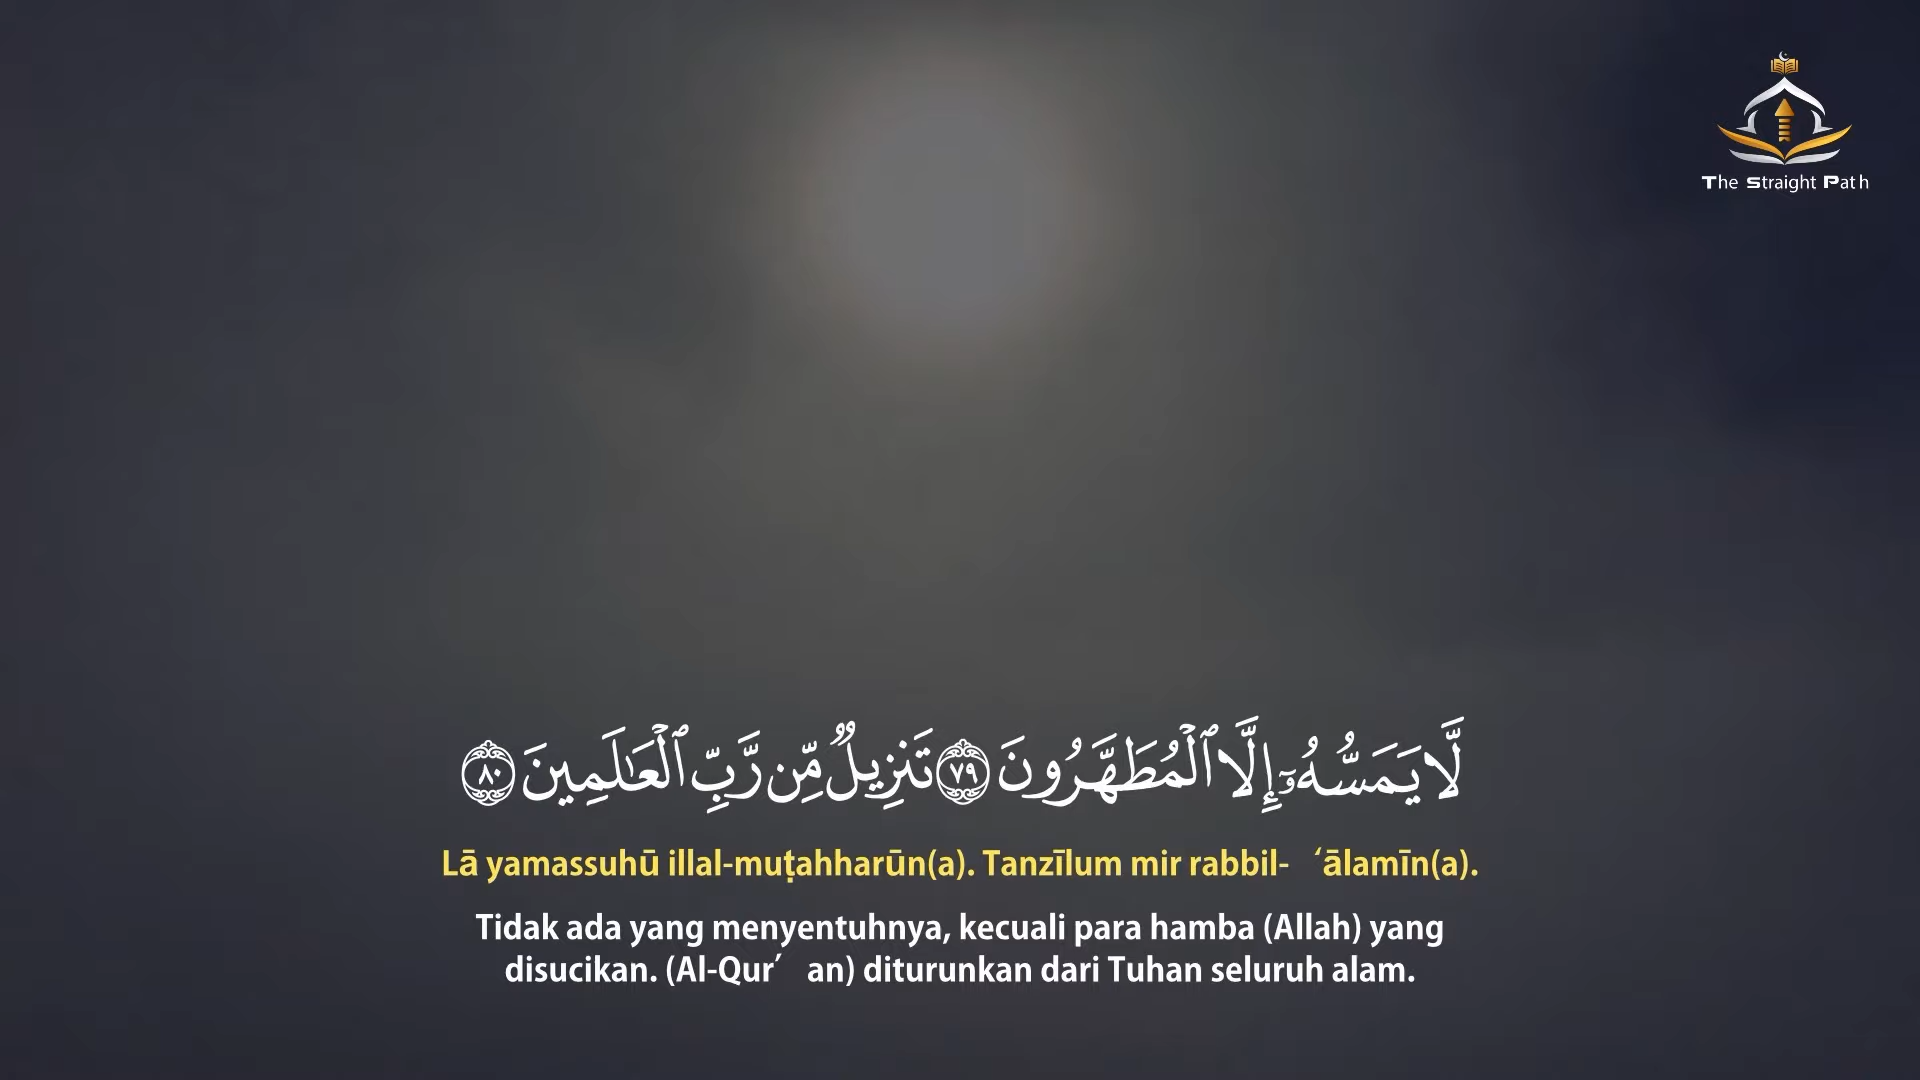 The Straight Path
لَّا يَمَسُّهُۥٓ إِلَّا ٱلْمُطَهَّرُونَ ٧٩ تَنزِيلٌ مِّن رَّبِّ ٱلْعَـٰلَمِينَ ٨٠
Lā yamassuhū illal-muṭahharūn(a). Tanzīlum mir rabbil- ‘ālamīn(a).
Tidak ada yang menyentuhnya, kecuali para hamba (Allah) yang
disucikan. (Al-Qur’ an) diturunkan dari Tuhan seluruh alam.